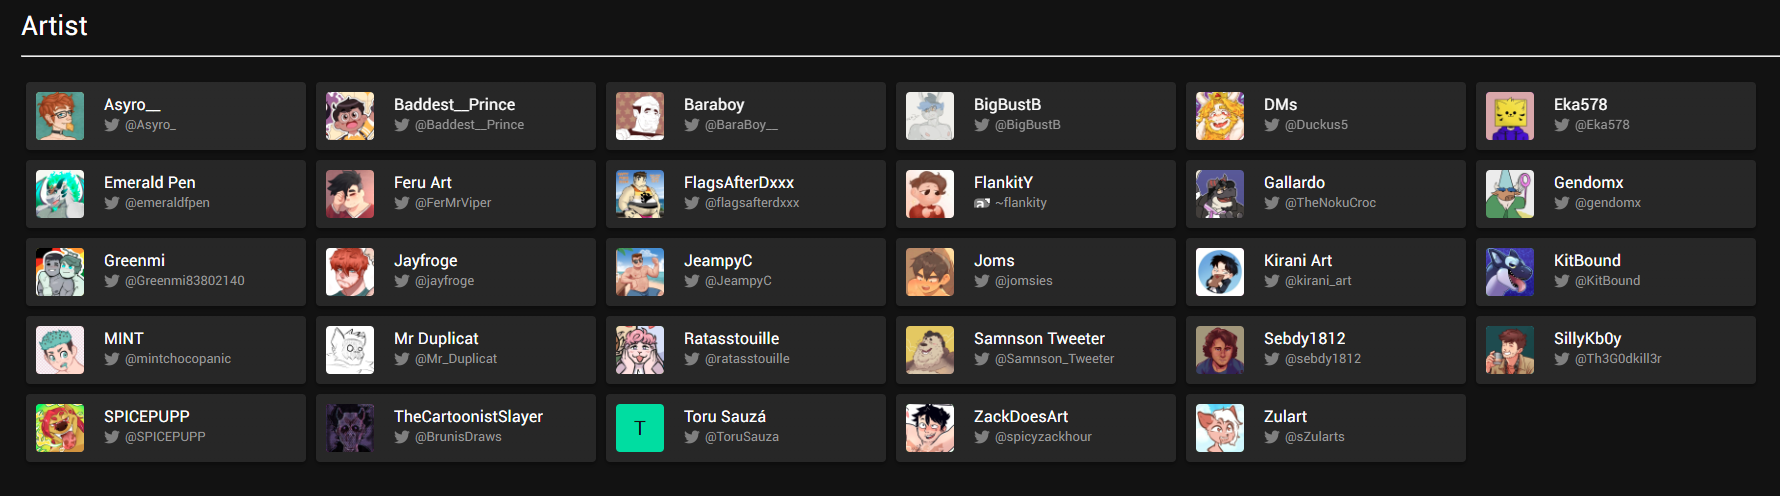 Artist
Asyro__
@Asyro_
Baddest__Prince
@Baddest__Prince
Baraboy
@BaraBoy__
BigBustB
@BigBustB
DMs
@Duckus5
Eka578
@Eka578
Emerald Pen
@emeraldfpen
Feru Art
@FerMrViper
FlagsAfterDxxx
@flagsafterdxxx
FlankitY
~flankity
Gallardo
@TheNokuCroc
Gendomx
@gendomx
Greenmi
@Greenmi83802140
Jayfroge
@jayfroge
JeampyC
@JeampyC
Joms
@jomsies
Kirani Art
@kirani_art
KitBound
@KitBound
MINT
@mintchocopanic
Mr Duplicat
@Mr_Duplicat
Ratasstouille
@ratasstouille
Samnson Tweeter
@Samnson_Tweeter
Sebdy1812
@sebdy1812
SillyKb0y
@Th3G0dkill3r
SPICEPUPP
@SPICEPUPP
TheCartoonistSlayer
@BrunisDraws
T
Toru Sauzá
@ToruSauza
ZackDoesArt
@spicyzackhour
Zulart
@sZularts